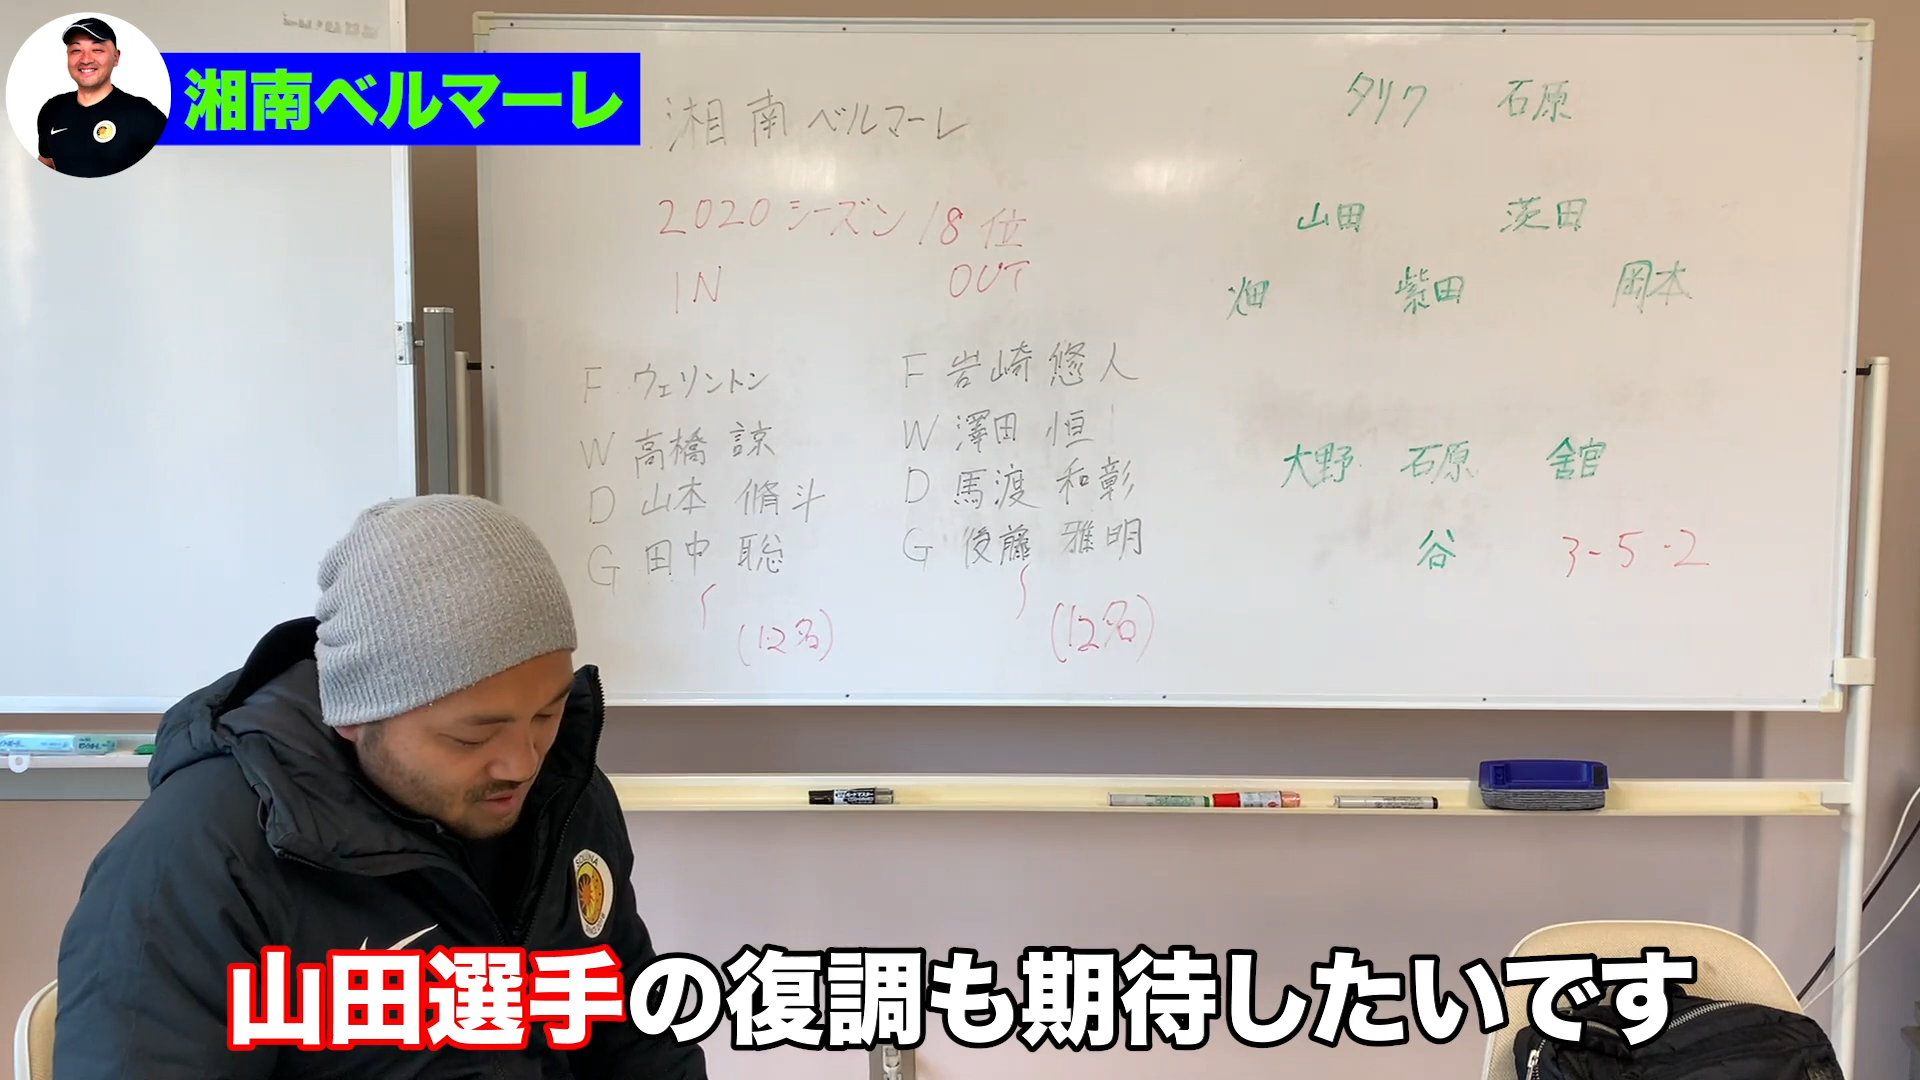 湘南ベルマーレ
湘南ベルマーレ
2020シーズン18位
IN OUT
F ウェリントン
W 高橋 諒
D 山本 脩斗
G 田中 聡
(12名)
F 岩崎 悠人
W 澤田 恒
D 馬渡 和彰
G 後藤 雅明
(12名)
タリク 石原
山田 茨田
畑 柴田 岡本
大野 石原 舘
谷 3-5-2
SOLUNA
山田選手の復調も期待したいです